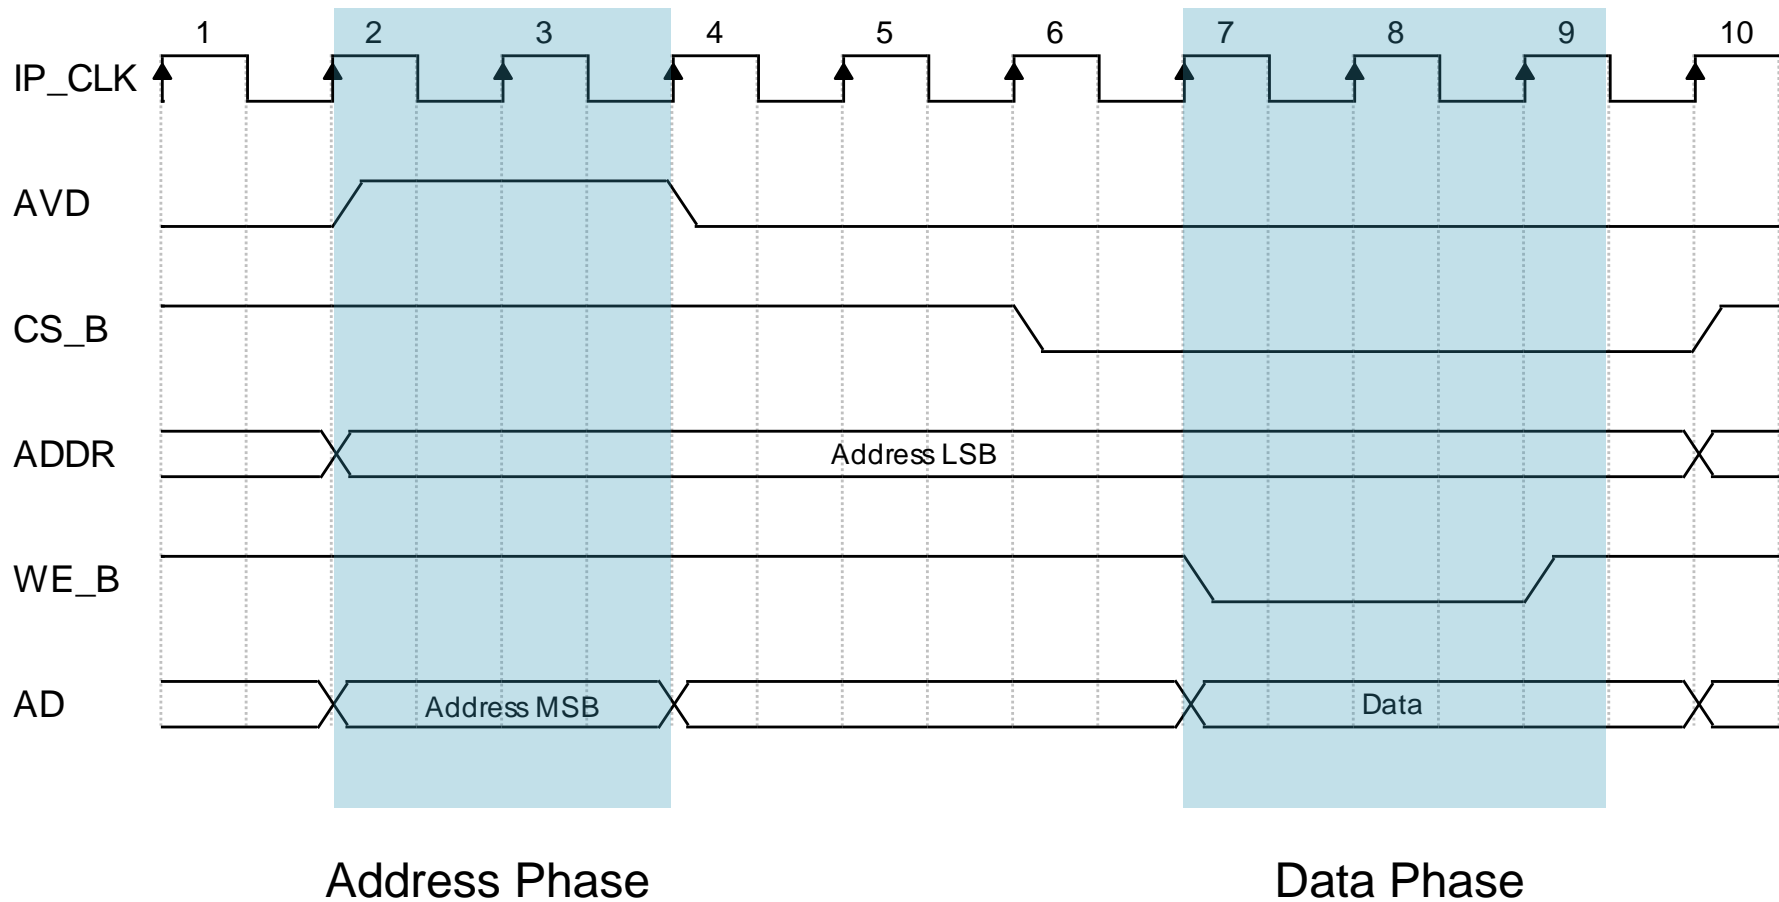 1 2 3 4 5 6 7 8 9 10
IP_CLK
AVD
CS_B
ADDR Address LSB
WE_B
AD Address MSB Data
Address Phase Data Phase